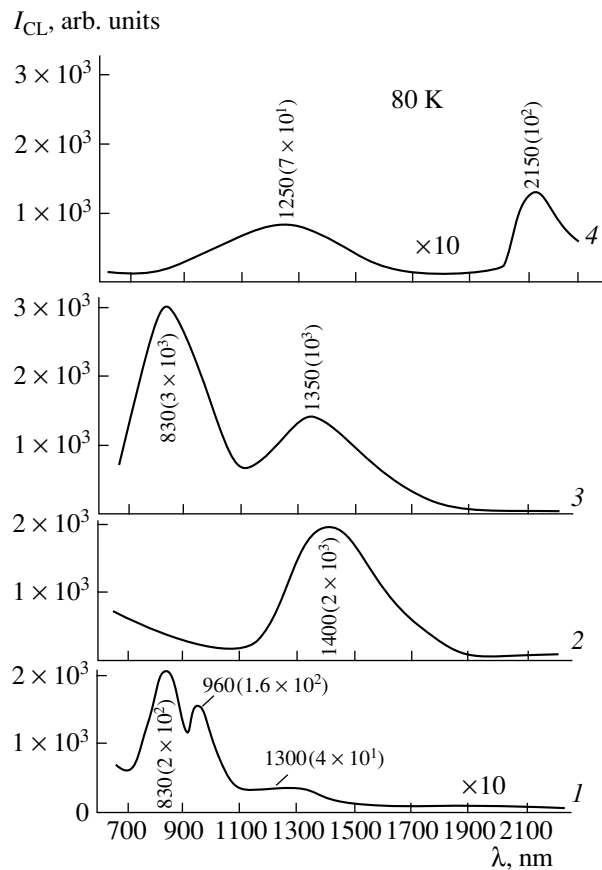 I_CL, arb. units
80 K
3 × 10³
2 × 10³
1 × 10³
1250 (7 × 10¹)
2150 (10²)
×10
4
3 × 10³
2 × 10³
1 × 10³
830 (3 × 10³)
1350 (10³)
3
2 × 10³
1 × 10³
1400 (2 × 10³)
2
2 × 10³
1 × 10³
0
830 (2 × 10²)
960 (1.6 × 10²)
1300 (4 × 10¹)
×10
1
700 900 1100 1300 1500 1700 1900 2100
λ, nm